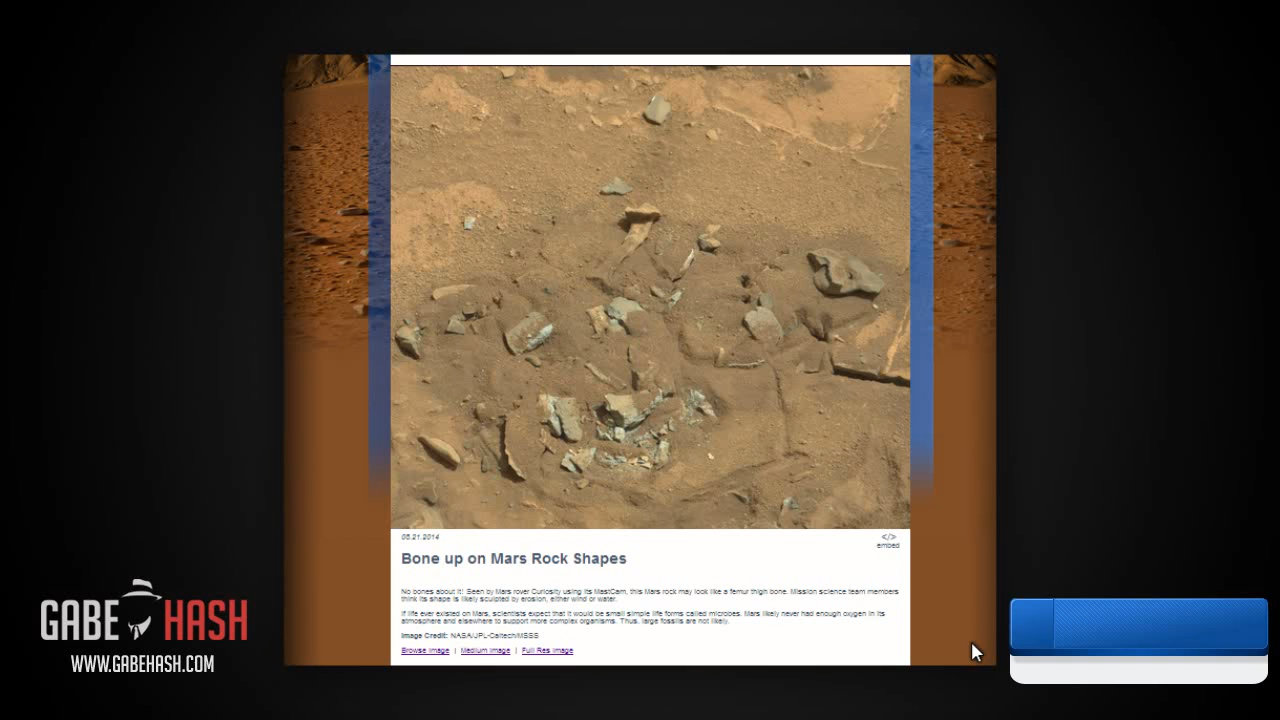 08.21.2014
</>
embed
Bone up on Mars Rock Shapes
No bones about it! Seen by Mars rover Curiosity using its MastCam, this Mars rock may look like a femur thigh bone. Mission science team members
think its shape is likely sculpted by erosion, either wind or water.
If life ever existed on Mars, scientists expect that it would be small simple life forms called microbes. Mars likely never had enough oxygen in its
atmosphere and elsewhere to support more complex organisms. Thus, large fossils are not likely.
Image Credit: NASA/JPL-Caltech/MSSS
Browse Image | Medium Image | Full Res Image
GABE HASH
WWW.GABEHASH.COM